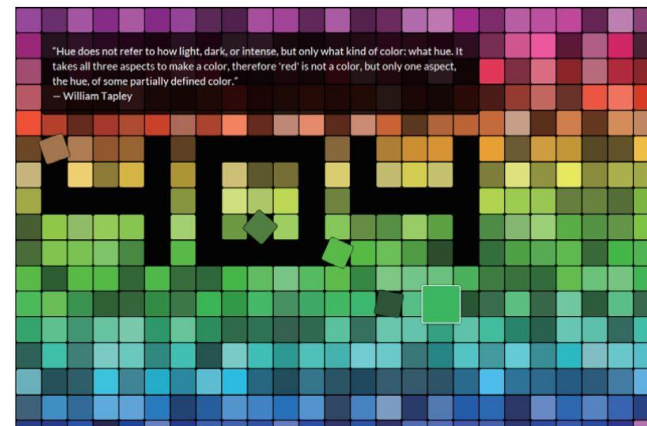 “Hue does not refer to how light, dark, or intense, but only what kind of color: what hue. It
takes all three aspects to make a color, therefore 'red' is not a color, but only one aspect,
the hue, of some partially defined color.”
— William Tapley
404